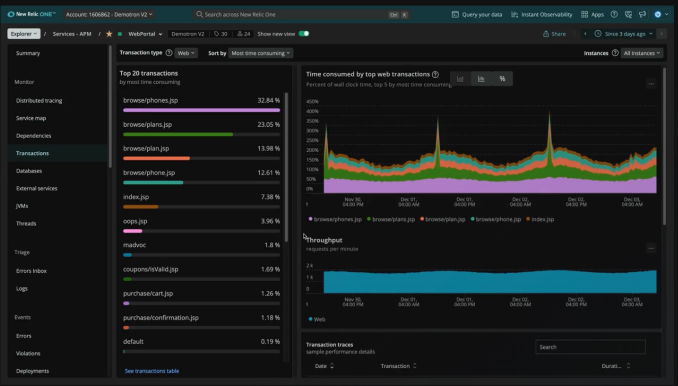 New Relic ONE™ Account: 1606862 - Demotron V2 Search across New Relic One Ctrl K Query your data Instant Observability Apps
Explorer / Services - APM / WebPortal Demotron V2 30 24 Show new view Share Since 3 days ago
Summary
Monitor
Distributed tracing
Service map
Dependencies
Transactions
Databases
External services
JVMs
Threads
Triage
Errors Inbox
Logs
Events
Errors
Violations
Deployments
Transaction type Web Sort by Most time consuming Instances All Instances
Top 20 transactions
by most time consuming
browse/phones.jsp 32.84 %
browse/plans.jsp 23.05 %
browse/plan.jsp 13.98 %
browse/phone.jsp 12.61 %
index.jsp 7.38 %
oops.jsp 3.96 %
madvoc 1.8 %
coupons/isValid.jsp 1.69 %
purchase/cart.jsp 1.26 %
purchase/confirmation.jsp 1.18 %
default 0.19 %
See transactions table
Time consumed by top web transactions
%
Percent of wall clock time, top 5 by most time consuming
450%
400%
350%
300%
250%
200%
150%
100%
50%
0%
Nov 30, 04:00 PM
Dec 01, 04:00 AM
Dec 01, 04:00 PM
Dec 02, 04:00 AM
Dec 02, 04:00 PM
Dec 03, 04:00 AM
browse/phones.jsp browse/plans.jsp browse/plan.jsp browse/phone.jsp index.jsp
Throughput
requests per minute
2 k
1 k
0
Nov 30, 04:00 PM
Dec 01, 04:00 AM
Dec 01, 04:00 PM
Dec 02, 04:00 AM
Dec 02, 04:00 PM
Dec 03, 04:00 AM
Web
Transaction traces
sample performance details
Search
Date Transaction Durati...